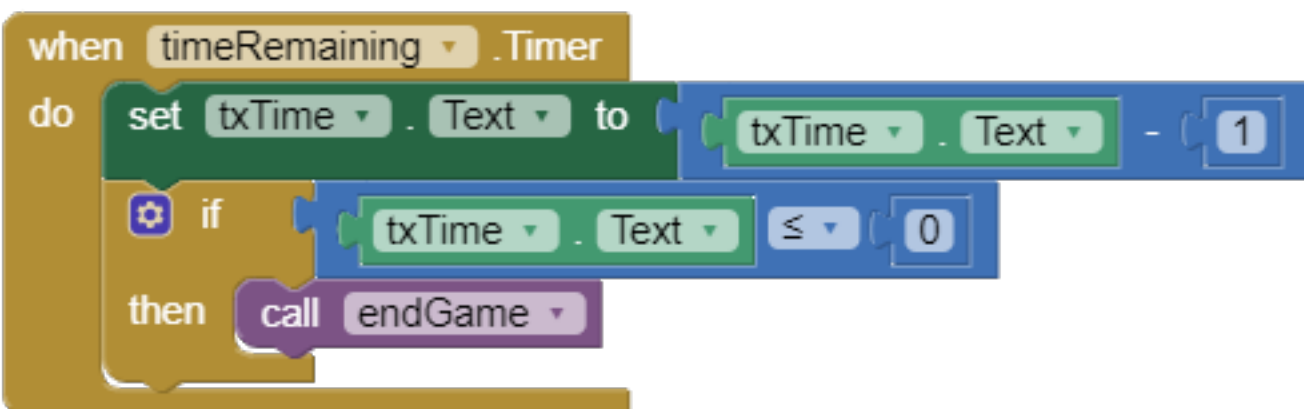 when timeRemaining .Timer
do set txTime . Text to txTime . Text - 1
if txTime . Text ≤ 0
then call endGame